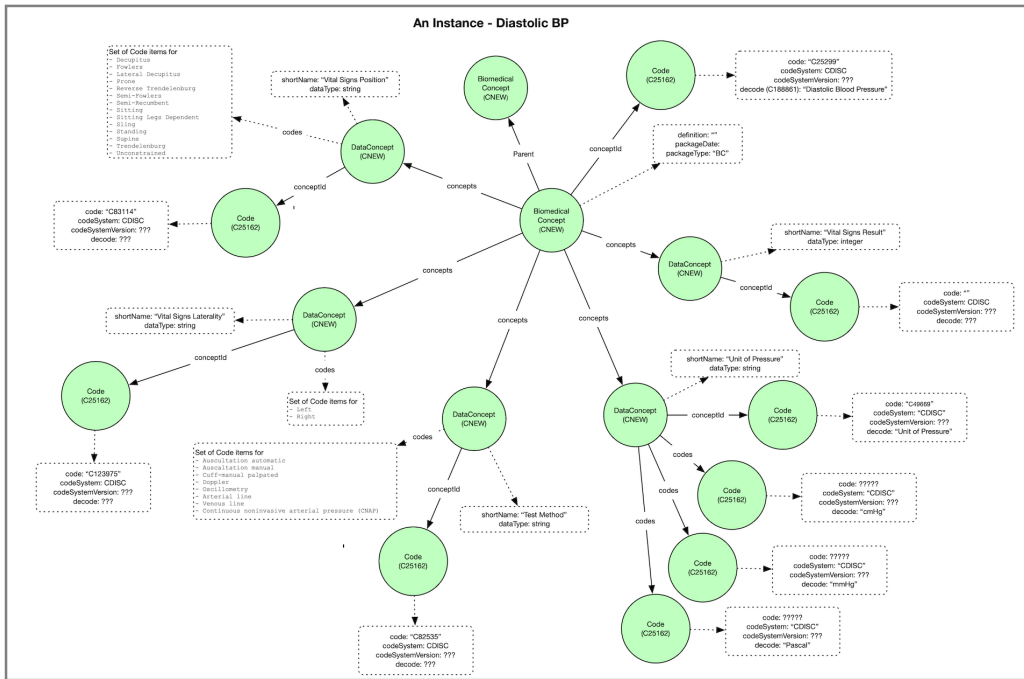 An Instance - Diastolic BP
Set of Code items for
- Decupitus
- Fowlers
- Lateral Decupitus
- Prone
- Reverse Trendelenburg
- Semi-Fowlers
- Semi-Recumbent
- Sitting
- Sitting Legs Dependent
- Sling
- Standing
- Supine
- Trendelenburg
- Unconstrained
shortName: “Vital Signs Position”
dataType: string
codes
DataConcept
(CNEW)
conceptId
Code
(C25162)
code: “C83114”
codeSystem: CDISC
codeSystemVersion: ???
decode: ???
Biomedical
Concept
(CNEW)
Parent
Code
(C25162)
code: “C25299”
codeSystem: CDISC
codeSystemVersion: ???
decode (C188861): “Diastolic Blood Pressure”
conceptId
definition: “”
packageDate:
packageType: “BC”
concepts
Biomedical
Concept
(CNEW)
concepts
DataConcept
(CNEW)
shortName: “Vital Signs Result”
dataType: integer
conceptId
Code
(C25162)
code: “”
codeSystem: CDISC
codeSystemVersion: ???
decode: ???
concepts
shortName: “Vital Signs Laterality”
dataType: string
DataConcept
(CNEW)
conceptId
codes
Code
(C25162)
Set of Code items for
- Left
- Right
code: “C123975”
codeSystem: CDISC
codeSystemVersion: ???
decode: ???
concepts
DataConcept
(CNEW)
codes
Set of Code items for
- Auscultation automatic
- Auscaltation manual
- Cuff-manual palpated
- Doppler
- Oscillometry
- Arterial line
- Venous line
- Continuous noninvasive arterial pressure (CNAP)
conceptId
shortName: “Test Method”
dataType: string
Code
(C25162)
code: “C82535”
codeSystem: CDISC
codeSystemVersion: ???
decode: ???
concepts
shortName: “Unit of Pressure”
dataType: string
DataConcept
(CNEW)
conceptId
Code
(C25162)
code: “C49669”
codeSystem: “CDISC”
codeSystemVersion: ???
decode: “Unit of Pressure”
codes
Code
(C25162)
code: ?????
codeSystem: “CDISC”
codeSystemVersion: ???
decode: “cmHg”
codes
Code
(C25162)
code: ?????
codeSystem: “CDISC”
codeSystemVersion: ???
decode: “mmHg”
codes
Code
(C25162)
code: ?????
codeSystem: “CDISC”
codeSystemVersion: ???
decode: “Pascal”